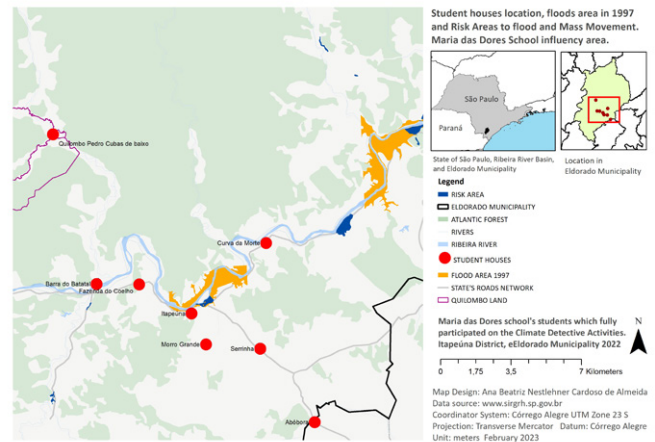 Student houses location, floods area in 1997
and Risk Areas to flood and Mass Movement.
Maria das Dores School influency area.
São Paulo
Paraná
State of São Paulo, Ribeira River Basin,
and Eldorado Municipality
Location in
Eldorado Municipality
Legend
RISK AREA
ELDORADO MUNICIPALITY
ATLANTIC FOREST
RIVERS
RIBEIRA RIVER
STUDENT HOUSES
FLOOD AREA 1997
STATE'S ROADS NETWORK
QUILOMBO LAND
Maria das Dores school's students which fully
participated on the Climate Detective Activities.
Itapeúna District, eEldorado Municipality 2022
N
0 1,75 3,5 7 Kilometers
Map Design: Ana Beatriz Nestlehner Cardoso de Almeida
Data source: www.sirgrh.sp.gov.br
Coordinator System: Córrego Alegre UTM Zone 23 S
Projection: Transverse Mercator Datum: Córrego Alegre
Unit: meters February 2023
Quilombo Pedro Cubas de baixo
Curva da Morte
Barra do Batatal
Fazenda do Coelho
Itapeúna
Morro Grande
Serrinha
Abóbora